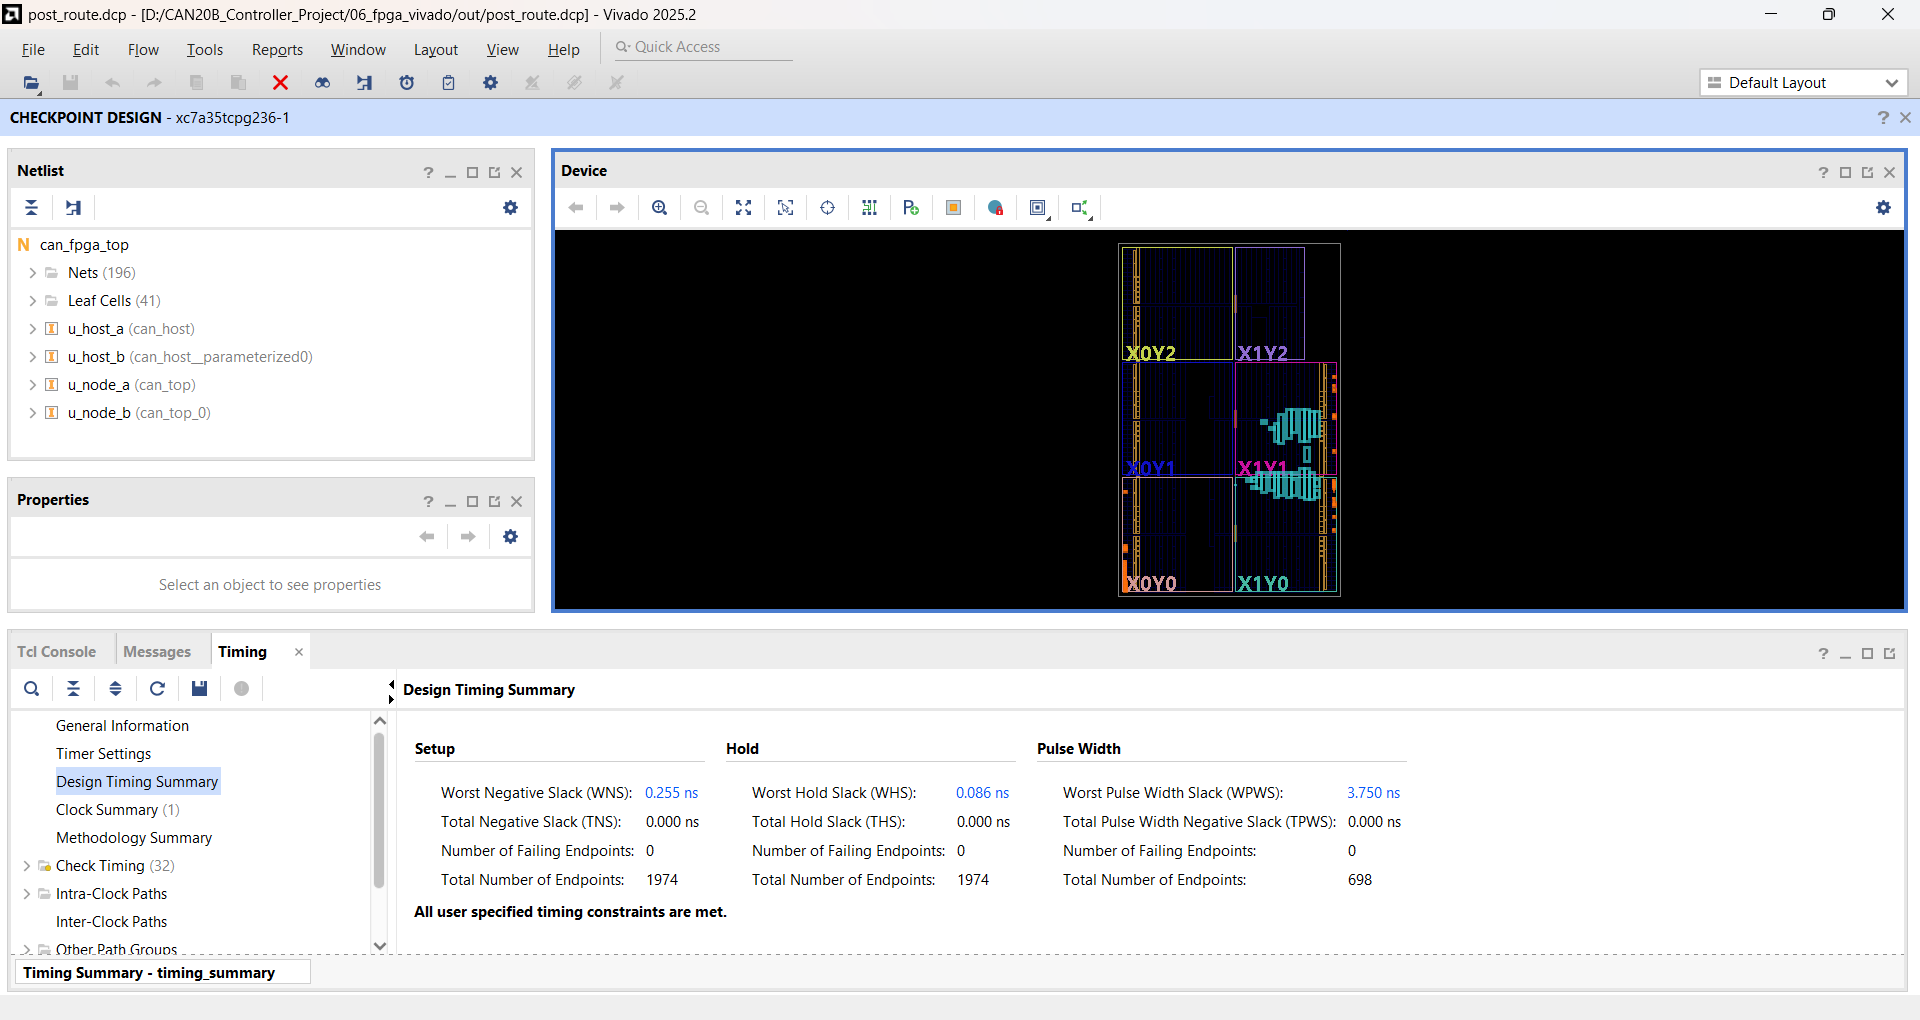 post_route.dcp - [D:/CAN20B_Controller_Project/06_fpga_vivado/out/post_route.dcp] - Vivado 2025.2
File Edit Flow Tools Reports Window Layout View Help Quick Access
Default Layout
CHECKPOINT DESIGN - xc7a35tcpg236-1
Netlist
N can_fpga_top
Nets (196)
Leaf Cells (41)
u_host_a (can_host)
u_host_b (can_host__parameterized0)
u_node_a (can_top)
u_node_b (can_top_0)
Properties
Select an object to see properties
Device
X0Y2 X1Y2
X0Y1 X1Y1
X0Y0 X1Y0
Tcl Console Messages Timing
General Information
Timer Settings
Design Timing Summary
Clock Summary (1)
Methodology Summary
Check Timing (32)
Intra-Clock Paths
Inter-Clock Paths
Other Path Groups
Timing Summary - timing_summary
Design Timing Summary
Setup Hold Pulse Width
Worst Negative Slack (WNS): 0.255 ns Worst Hold Slack (WHS): 0.086 ns Worst Pulse Width Slack (WPWS): 3.750 ns
Total Negative Slack (TNS): 0.000 ns Total Hold Slack (THS): 0.000 ns Total Pulse Width Negative Slack (TPWS): 0.000 ns
Number of Failing Endpoints: 0 Number of Failing Endpoints: 0 Number of Failing Endpoints: 0
Total Number of Endpoints: 1974 Total Number of Endpoints: 1974 Total Number of Endpoints: 698
All user specified timing constraints are met.